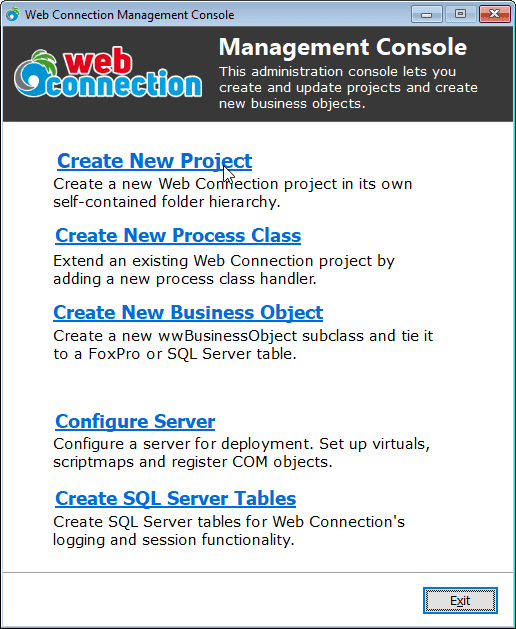 Web Connection Management Console
web
connection
Management Console
This administration console lets you
create and update projects and create
new business objects.
Create New Project
Create a new Web Connection project in its own
self-contained folder hierarchy.
Create New Process Class
Extend an existing Web Connection project by
adding a new process class handler.
Create New Business Object
Create a new wwBusinessObject subclass and tie it
to a FoxPro or SQL Server table.
Configure Server
Configure a server for deployment. Set up virtuals,
scriptmaps and register COM objects.
Create SQL Server Tables
Create SQL Server tables for Web Connection's
logging and session functionality.
Exit